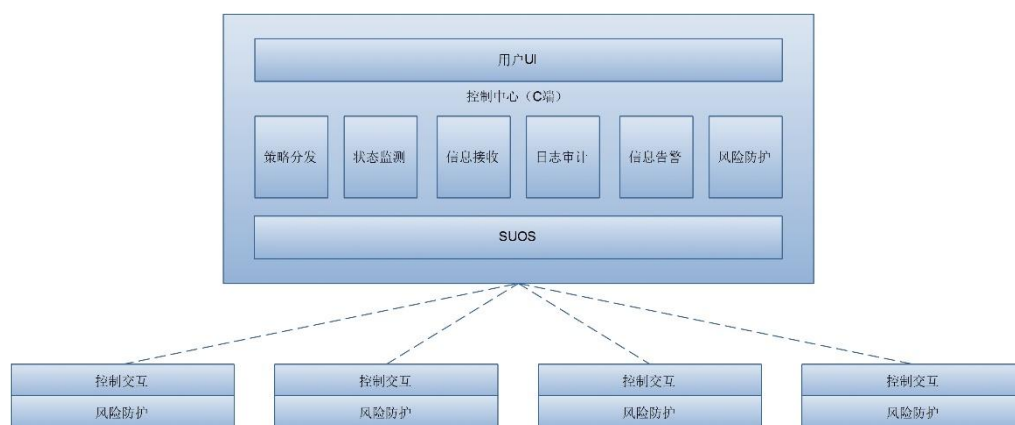 用户UI
控制中心（C端）
策略分发 状态监测 信息接收 日志审计 信息告警 风险防护
SUOS
控制交互 控制交互 控制交互 控制交互
风险防护 风险防护 风险防护 风险防护